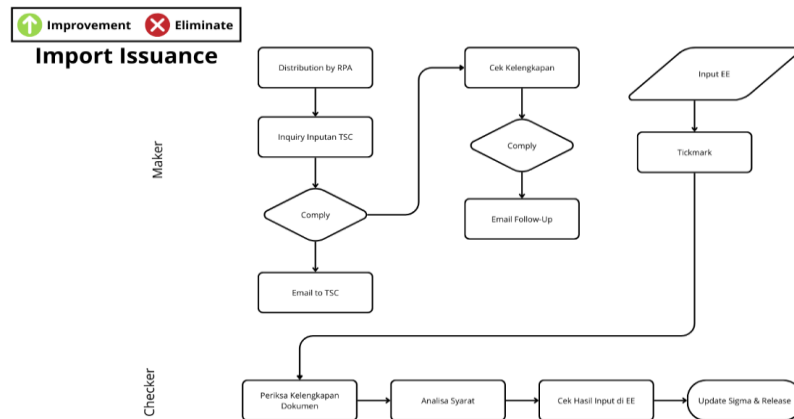 Improvement
Eliminate
Import Issuance
Maker
Distribution by RPA
Inquiry Inputan TSC
Comply
Email to TSC
Cek Kelengkapan
Comply
Email Follow-Up
Input EE
Tickmark
Checker
Periksa Kelengkapan
Dokumen
Analisa Syarat
Cek Hasil Input di EE
Update Sigma & Release